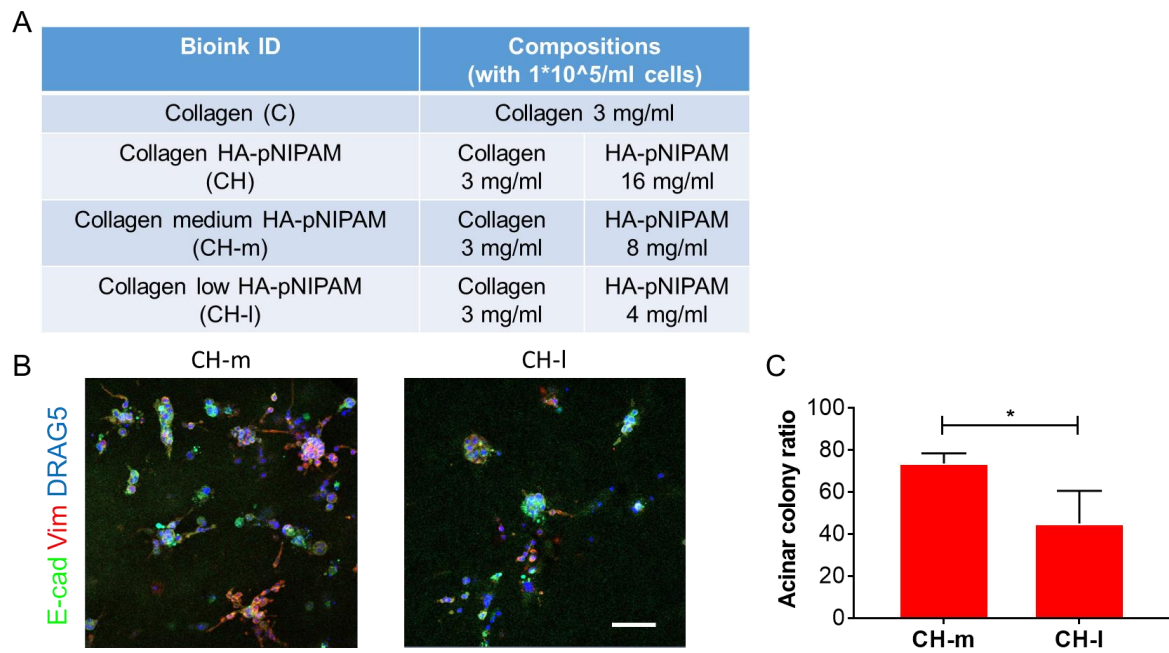 A
Bioink ID
Compositions
(with 1*10^5/ml cells)
Collagen (C)
Collagen 3 mg/ml
Collagen HA-pNIPAM
(CH)
Collagen
3 mg/ml
HA-pNIPAM
16 mg/ml
Collagen medium HA-pNIPAM
(CH-m)
Collagen
3 mg/ml
HA-pNIPAM
8 mg/ml
Collagen low HA-pNIPAM
(CH-l)
Collagen
3 mg/ml
HA-pNIPAM
4 mg/ml
B
CH-m
CH-l
E-cad Vim DRAG5
C
Acinar colony ratio
100
80
60
40
20
0
*
CH-m
CH-l